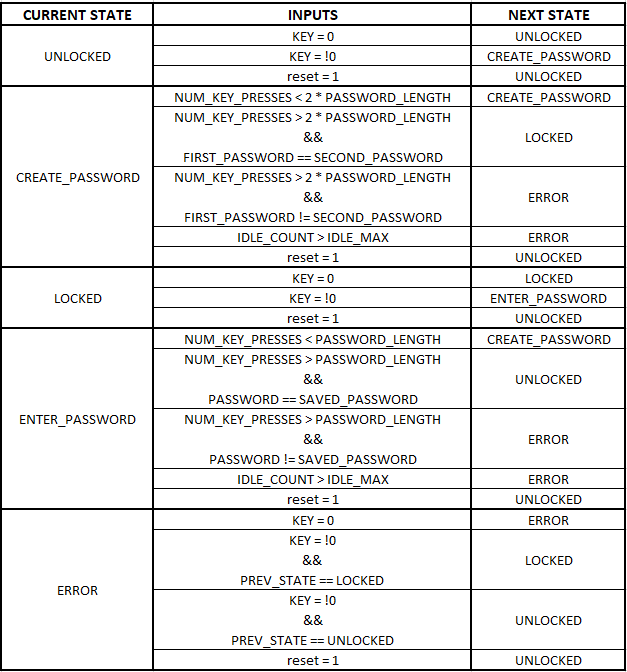 CURRENT STATE INPUTS NEXT STATE
UNLOCKED
KEY = 0 UNLOCKED
KEY = !0 CREATE_PASSWORD
reset = 1 UNLOCKED
CREATE_PASSWORD
NUM_KEY_PRESSES < 2 * PASSWORD_LENGTH CREATE_PASSWORD
NUM_KEY_PRESSES > 2 * PASSWORD_LENGTH
&&
FIRST_PASSWORD == SECOND_PASSWORD
LOCKED
NUM_KEY_PRESSES > 2 * PASSWORD_LENGTH
&&
FIRST_PASSWORD != SECOND_PASSWORD
ERROR
IDLE_COUNT > IDLE_MAX ERROR
reset = 1 UNLOCKED
LOCKED
KEY = 0 LOCKED
KEY = !0 ENTER_PASSWORD
reset = 1 UNLOCKED
ENTER_PASSWORD
NUM_KEY_PRESSES < PASSWORD_LENGTH CREATE_PASSWORD
NUM_KEY_PRESSES > PASSWORD_LENGTH
&&
PASSWORD == SAVED_PASSWORD
UNLOCKED
NUM_KEY_PRESSES > PASSWORD_LENGTH
&&
PASSWORD != SAVED_PASSWORD
ERROR
IDLE_COUNT > IDLE_MAX ERROR
reset = 1 UNLOCKED
ERROR
KEY = 0 ERROR
KEY = !0
&&
PREV_STATE == LOCKED
LOCKED
KEY = !0
&&
PREV_STATE == UNLOCKED
UNLOCKED
reset = 1 UNLOCKED